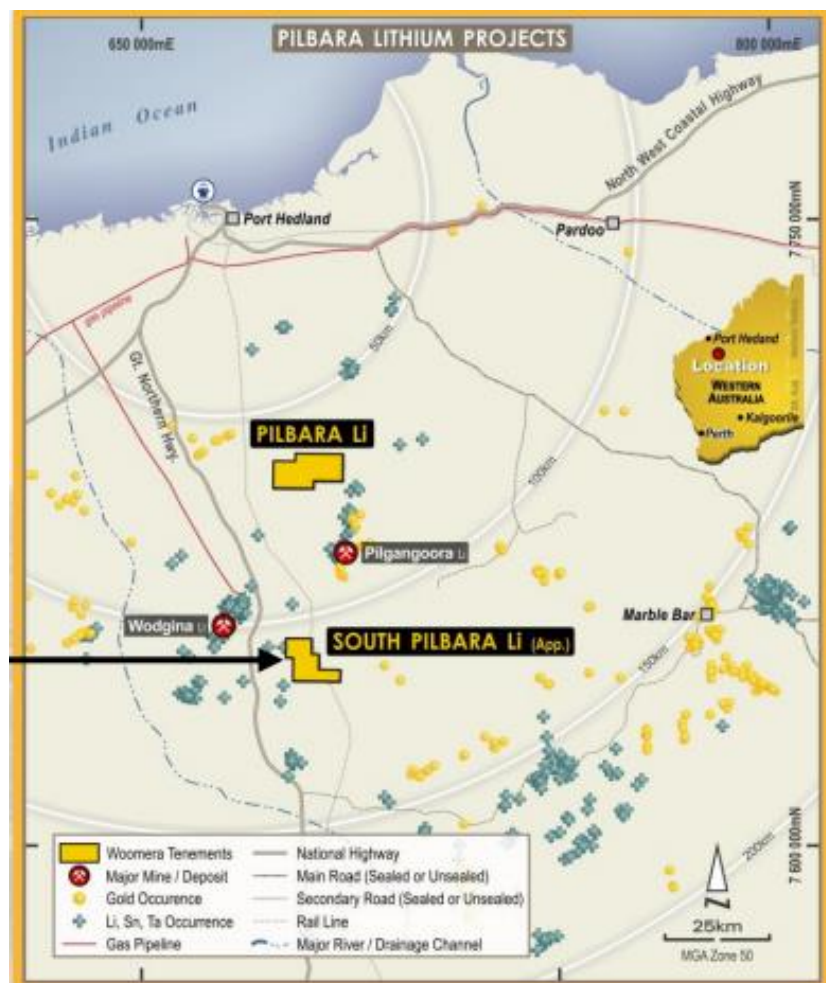 PILBARA LITHIUM PROJECTS
650 000mE
800 000mE
Indian Ocean
North West Coastal Highway
Port Hedland
Pardoo
7 750 000mN
gas pipeline
50km
Gt. Northern Hwy.
Port Hedland
Location
WESTERN
AUSTRALIA
Kalgoorlie
Perth
PILBARA Li
100km
Pilgangoora Li
Wodgina Li
Marble Bar
SOUTH PILBARA Li (App.)
150km
200km
7 600 000mN
Woomera Tenements
Major Mine / Deposit
Gold Occurence
Li, Sn, Ta Occurrence
Gas Pipeline
National Highway
Main Road (Sealed or Unsealed)
Secondary Road (Sealed or Unsealed)
Rail Line
Major River / Drainage Channel
N
25km
MGA Zone 50